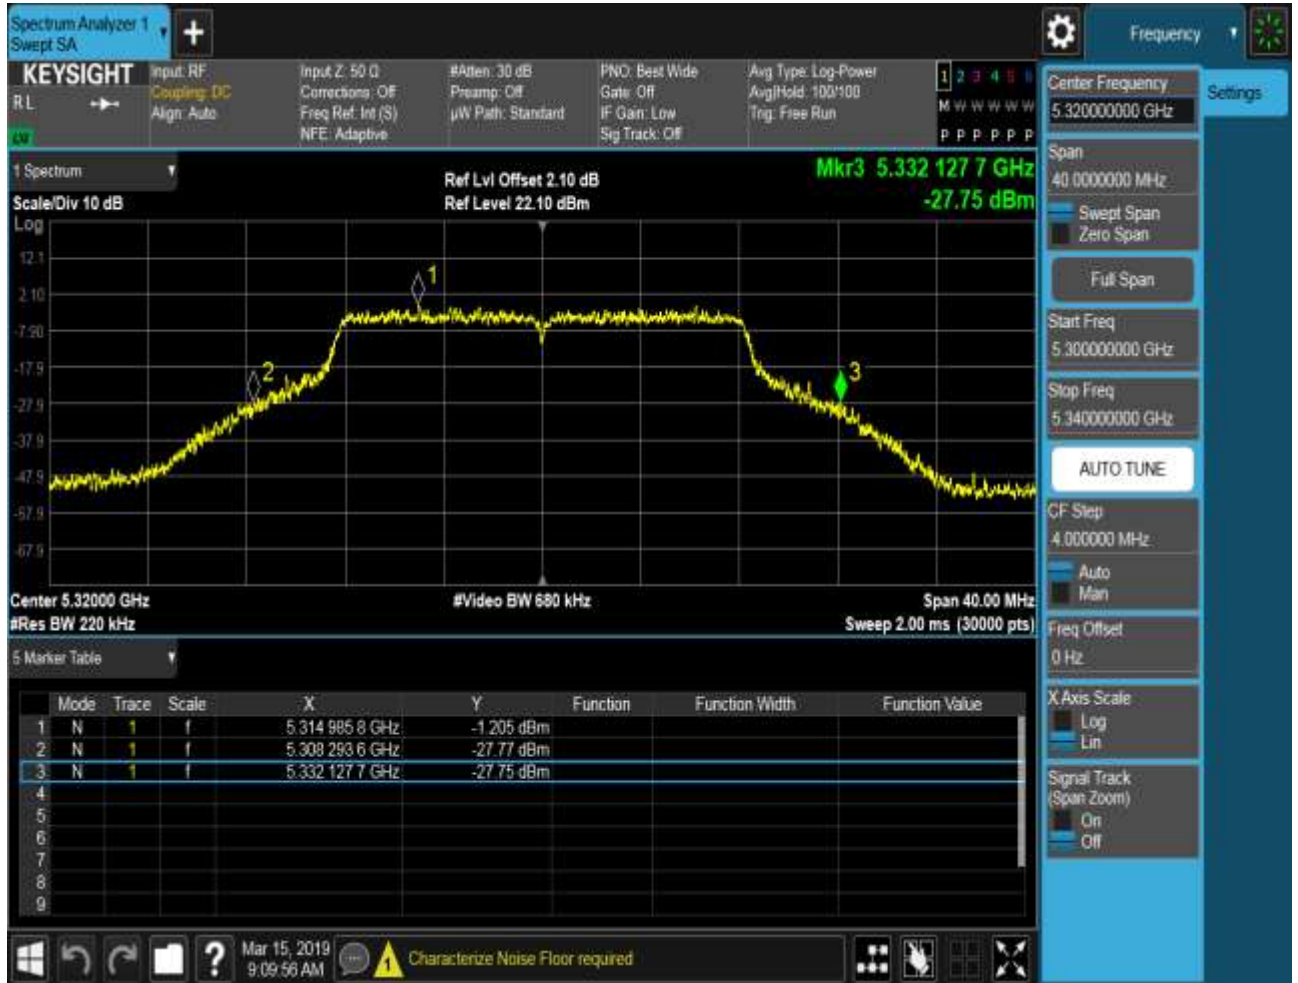 Spectrum Analyzer 1
Swept SA
+
Frequency
KEYSIGHT
RL
Input: RF
Coupling: DC
Align: Auto
Input Z: 50 Ω
Corrections: Off
Freq Ref: Int (S)
NFE: Adaptive
#Atten: 30 dB
Preamp: Off
µW Path: Standard
PNO: Best Wide
Gate: Off
IF Gain: Low
Sig Track: Off
Avg Type: Log-Power
Avg|Hold: 100/100
Trig: Free Run
1 2 3 4 5 6
M W W W W W
P P P P P P
1 Spectrum
Scale/Div 10 dB
Ref Lvl Offset 2.10 dB
Ref Level 22.10 dBm
Mkr3 5.332 127 7 GHz
-27.75 dBm
Log
12.1
2.10
-7.90
-17.9
-27.9
-37.9
-47.9
-57.9
-67.9
1
2
3
Center 5.32000 GHz
#Video BW 680 kHz
Span 40.00 MHz
#Res BW 220 kHz
Sweep 2.00 ms (30000 pts)
5 Marker Table
Mode Trace Scale X Y Function Function Width Function Value
1 N 1 f 5.314 985 8 GHz -1.205 dBm
2 N 1 f 5.308 293 6 GHz -27.77 dBm
3 N 1 f 5.332 127 7 GHz -27.75 dBm
4
5
6
7
8
9
?
Mar 15, 2019
9:09:56 AM
1
Characterize Noise Floor required
Center Frequency
5.320000000 GHz
Settings
Span
40.0000000 MHz
Swept Span
Zero Span
Full Span
Start Freq
5.300000000 GHz
Stop Freq
5.340000000 GHz
AUTO TUNE
CF Step
4.000000 MHz
Auto
Man
Freq Offset
0 Hz
X Axis Scale
Log
Lin
Signal Track
(Span Zoom)
On
Off